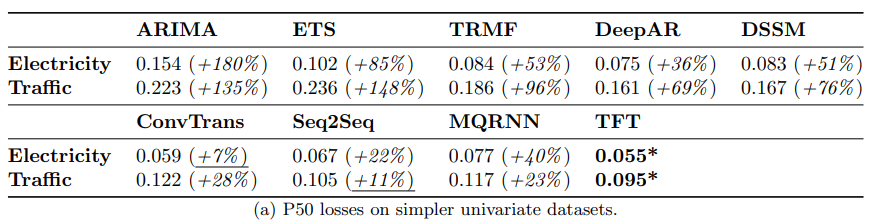 ARIMA ETS TRMF DeepAR DSSM
Electricity 0.154 (+180%) 0.102 (+85%) 0.084 (+53%) 0.075 (+36%) 0.083 (+51%)
Traffic 0.223 (+135%) 0.236 (+148%) 0.186 (+96%) 0.161 (+69%) 0.167 (+76%)
ConvTrans Seq2Seq MQRNN TFT
Electricity 0.059 (+7%) 0.067 (+22%) 0.077 (+40%) 0.055*
Traffic 0.122 (+28%) 0.105 (+11%) 0.117 (+23%) 0.095*
(a) P50 losses on simpler univariate datasets.